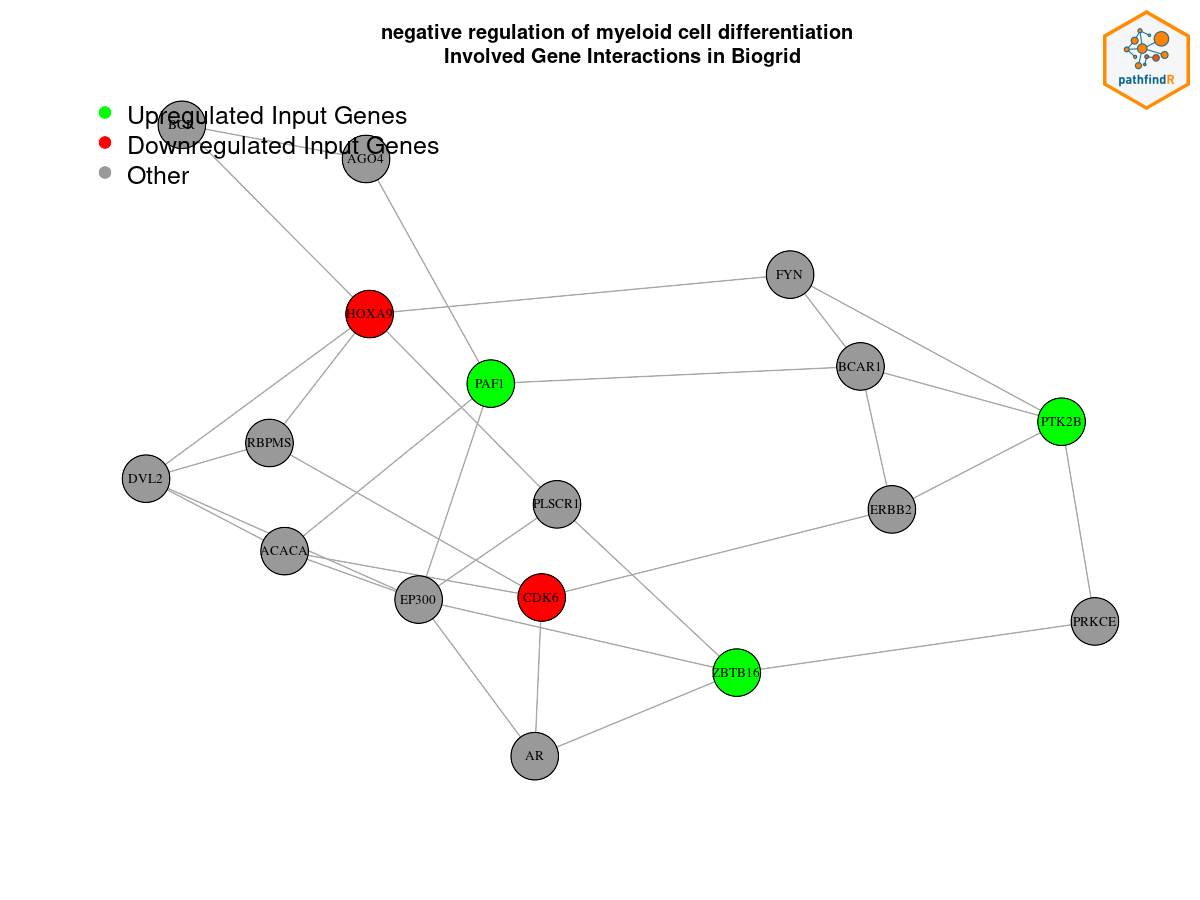 negative regulation of myeloid cell differentiation
Involved Gene Interactions in Biogrid
pathfindR
Upregulated Input Genes
Downregulated Input Genes
Other
AGO4
FYN
HOXA9
BCAR1
PAF1
PTK2B
RBPMS
DVL2
PLSCR1
ERBB2
ACACA
EP300
CDK6
PRKCE
ZBTB16
AR